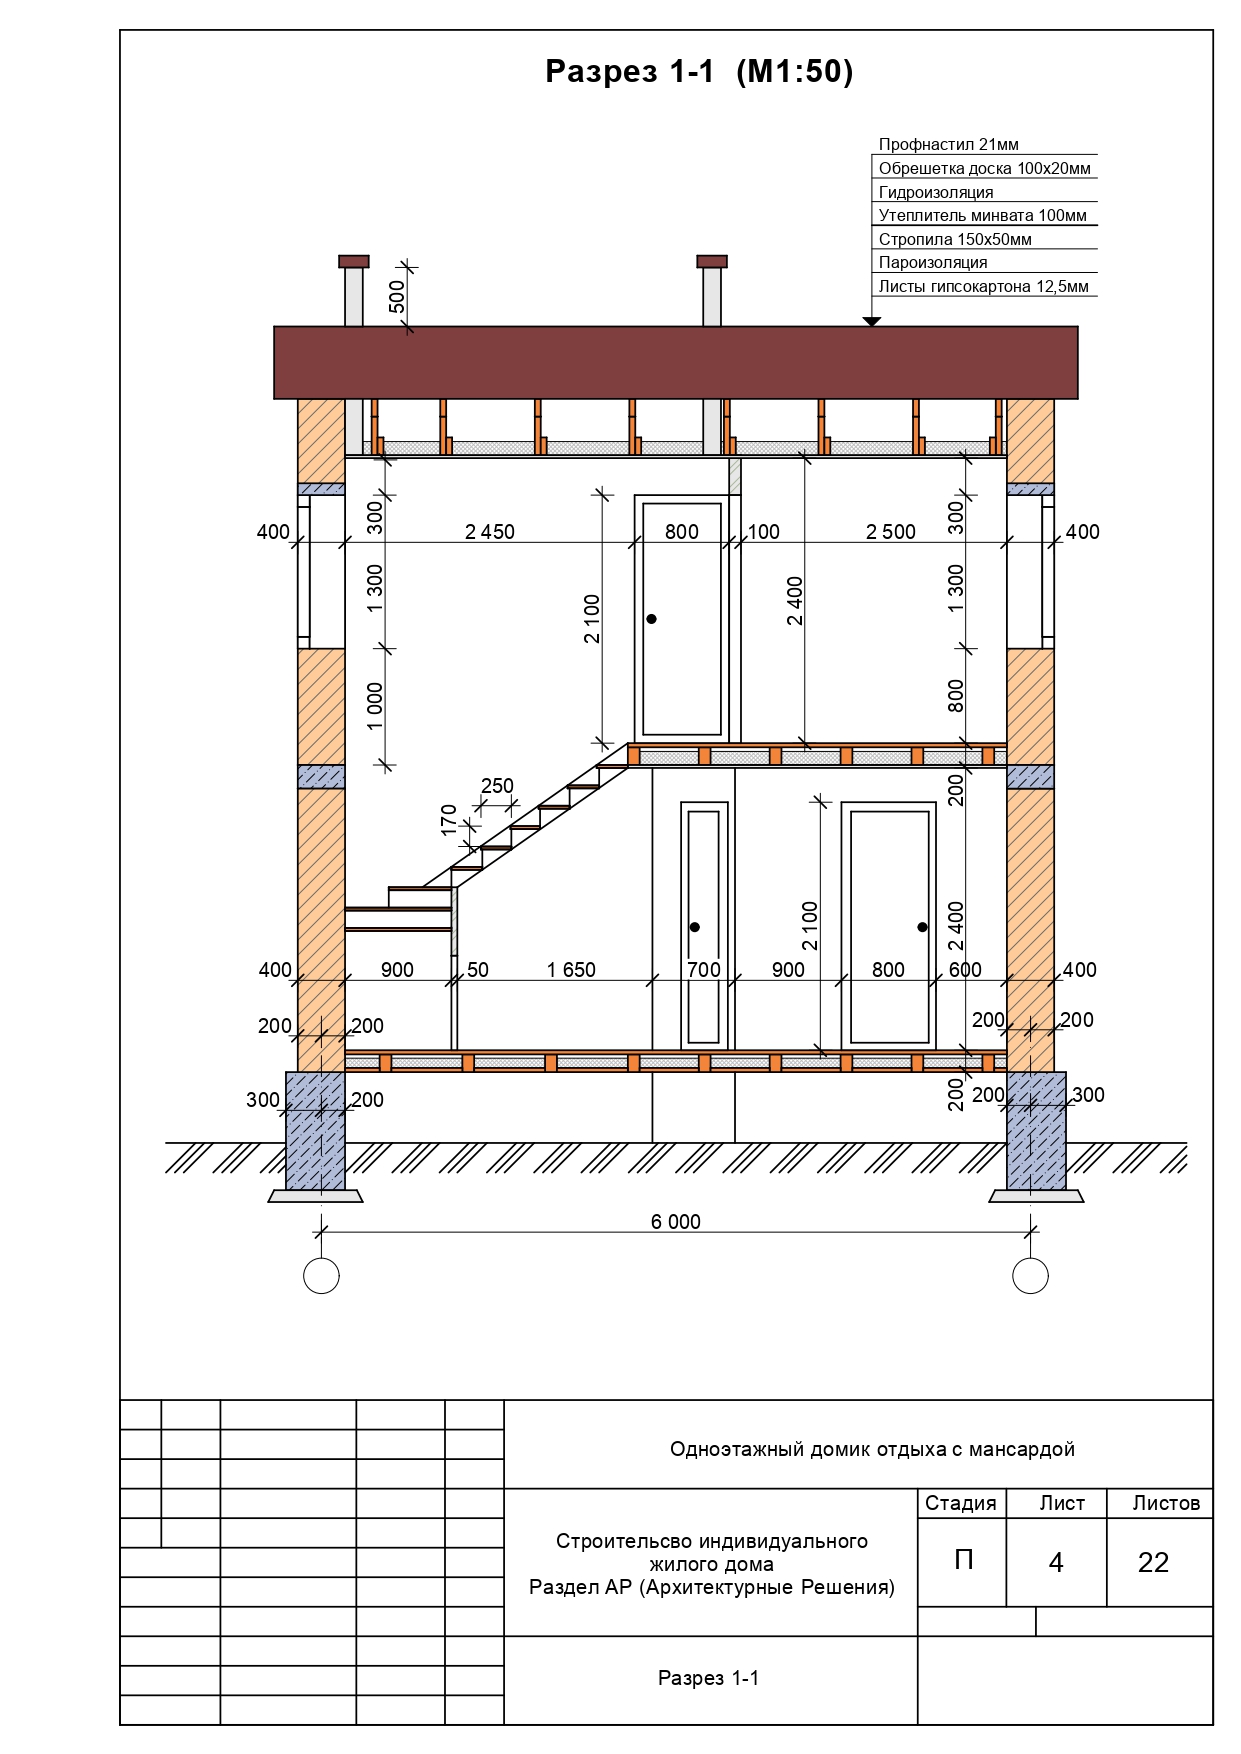 Разрез 1-1 (М1:50)
Профнастил 21мм
Обрешетка доска 100х20мм
Гидроизоляция
Утеплитель минвата 100мм
Стропила 150х50мм
Пароизоляция
Листы гипсокартона 12,5мм
500
400 2 450 800 100 2 500 400
300 300
1 300 2 100 2 400 1 300
1 000 800
250 200
170
2 100 2 400
400 900 50 1 650 700 900 800 600 400
200 200 200 200
300 200 200 200 300
6 000
Одноэтажный домик отдыха с мансардой
Стадия Лист Листов
Строительсво индивидуального
жилого дома
Раздел АР (Архитектурные Решения)
П 4 22
Разрез 1-1